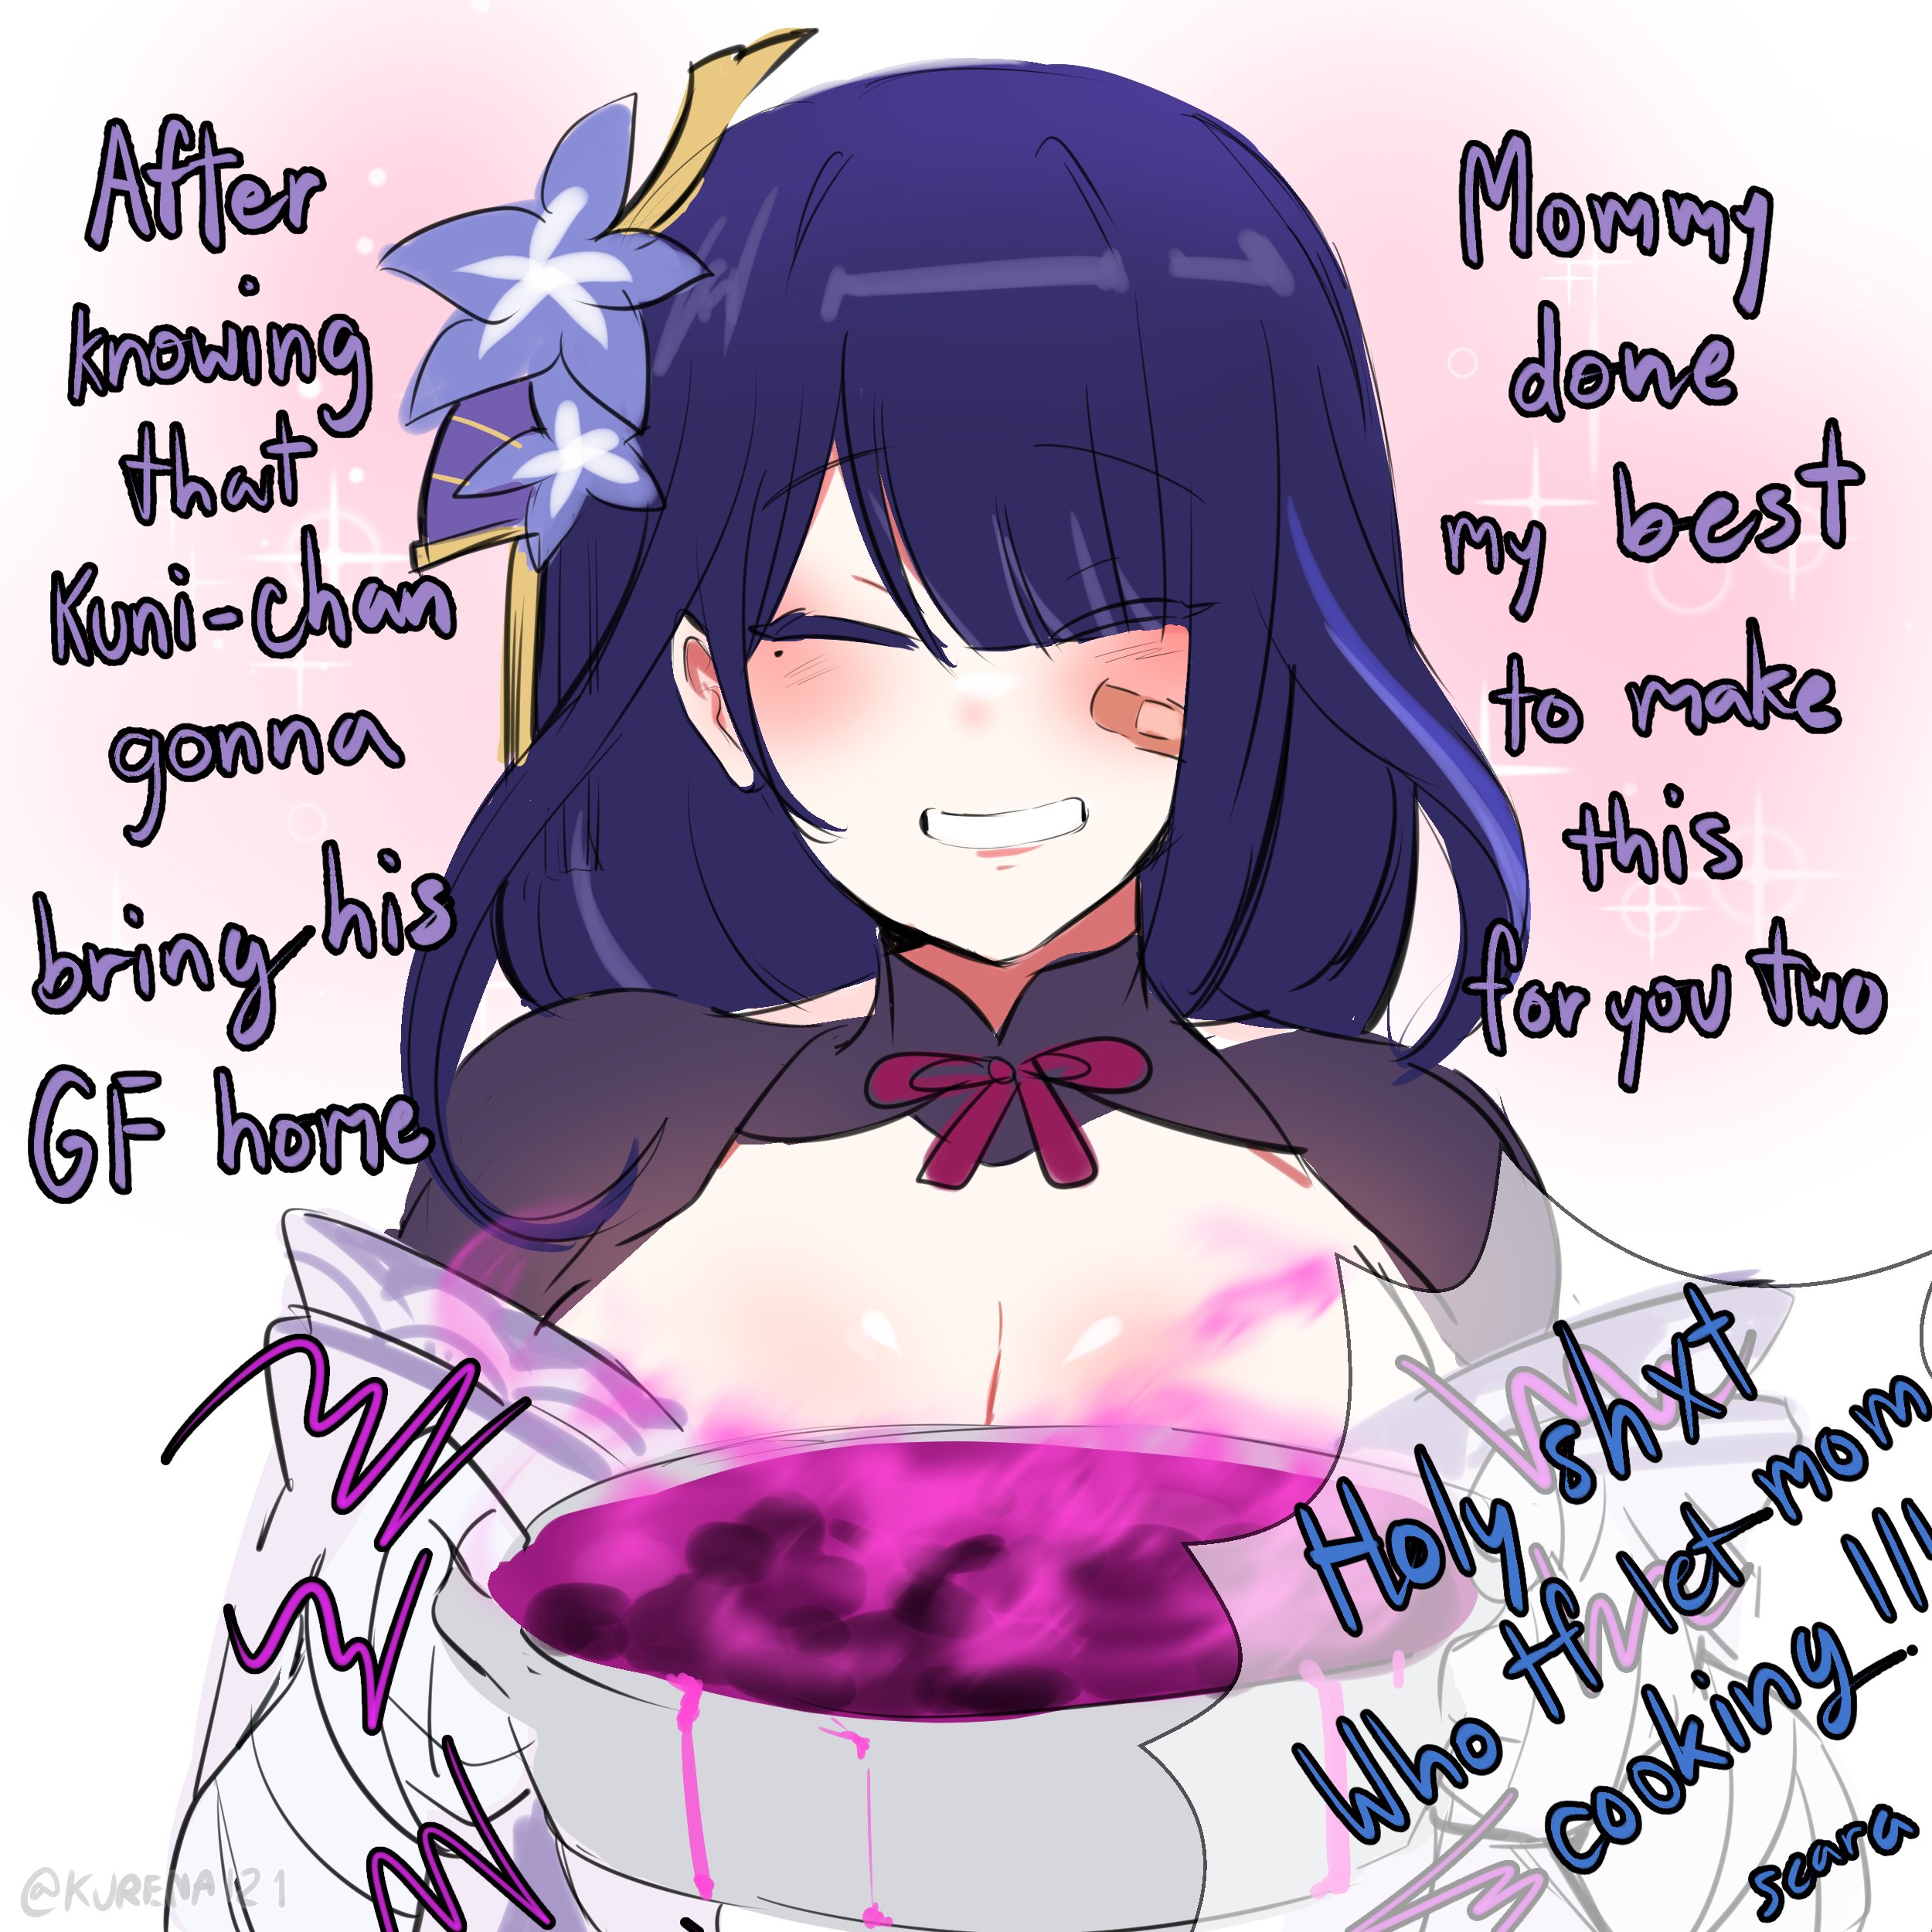 After
knowing
that
Kuni-chan
gonna
bring his
GF home
Mommy
done
my best
to make
this
for you two
Holy shxt
Who tf let mom
cooking !!!
scara
@KURENA121